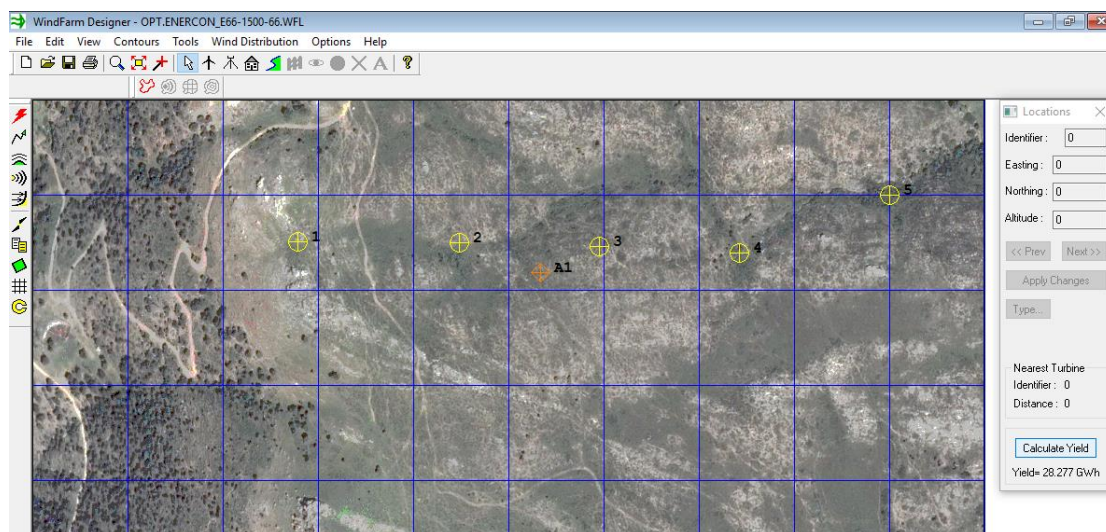 WindFarm Designer - OPT.ENERCON_E66-1500-66.WFL
File Edit View Contours Tools Wind Distribution Options Help
Locations
Identifier : 0
Easting : 0
Northing : 0
Altitude : 0
<< Prev Next >>
Apply Changes
Type...
Nearest Turbine
Identifier : 0
Distance : 0
Calculate Yield
Yield= 28.277 GWh
5
1
2
3
4
A1